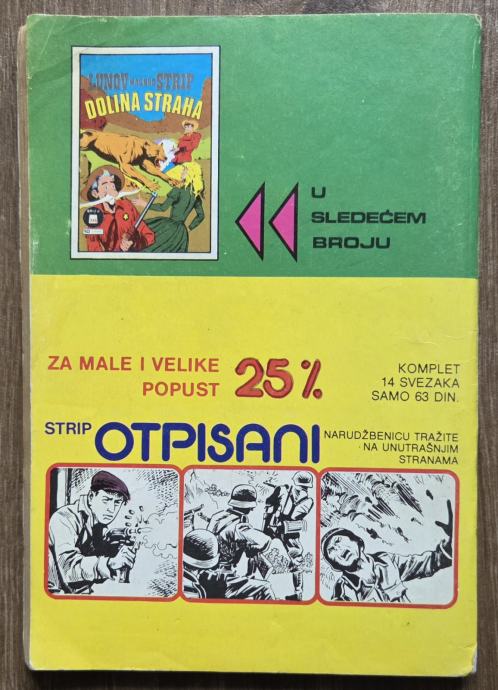 LUNOV MAGNUS STRIP
DOLINA STRAHA
U
SLEDEĆEM
BROJU
ZA MALE I VELIKE
POPUST
25%
KOMPLET
14 SVEZAKA
SAMO 63 DIN.
STRIP OTPISANI
NARUDŽBENICU TRAŽITE
NA UNUTRAŠNJIM
STRANAMA